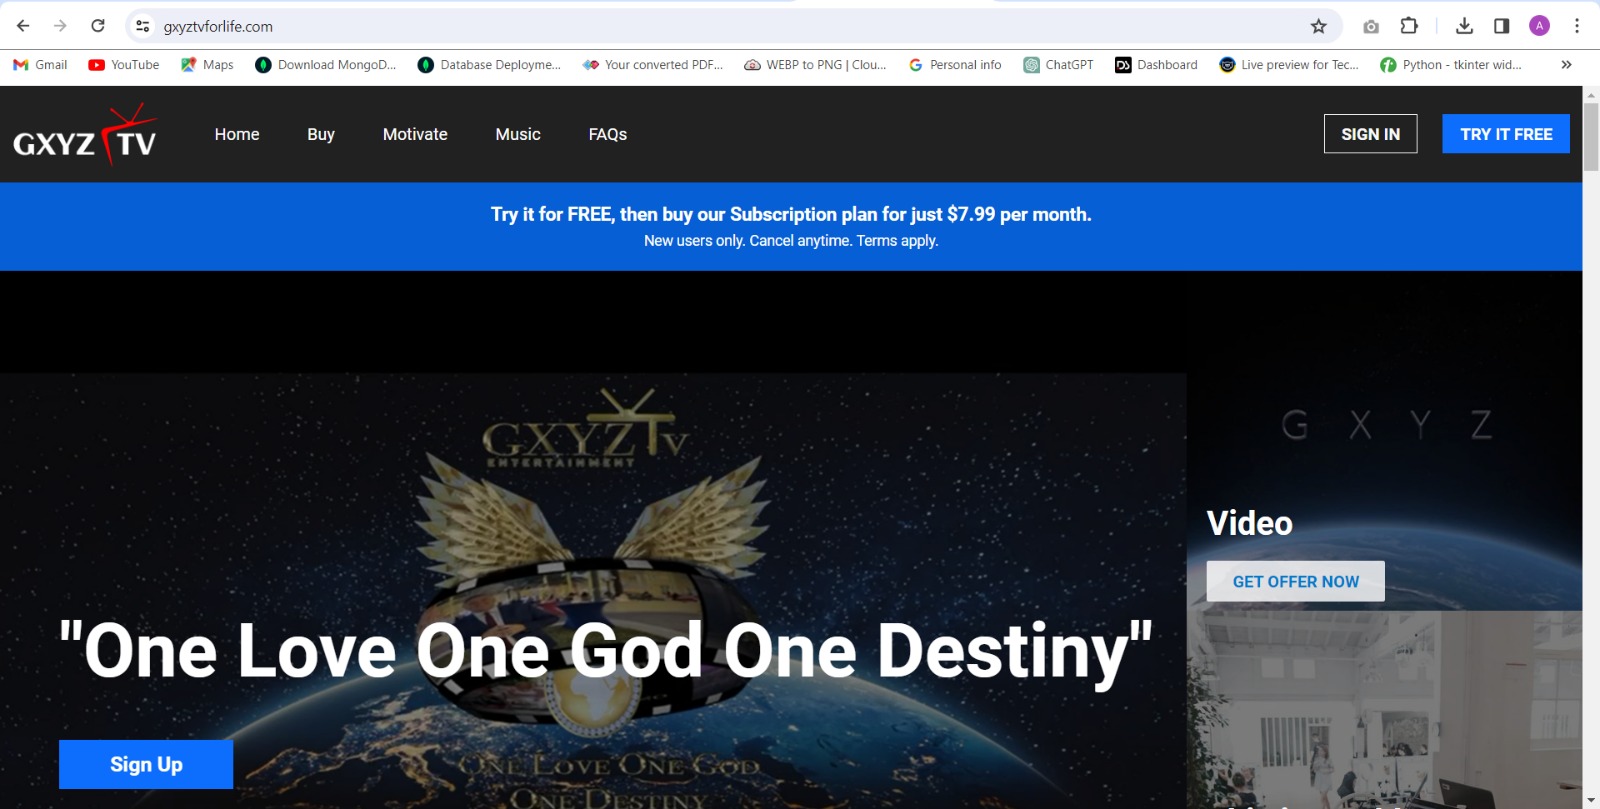 gxyztvforlife.com
A
Gmail
YouTube
Maps
Download MongoD...
Database Deployme...
Your converted PDF...
WEBP to PNG | Clou...
Personal info
ChatGPT
DS
Dashboard
Live preview for Tec...
Python - tkinter wid...
GXYZ TV
Home
Buy
Motivate
Music
FAQs
SIGN IN
TRY IT FREE
Try it for FREE, then buy our Subscription plan for just $7.99 per month.
New users only. Cancel anytime. Terms apply.
GXYZTv
ENTERTAINMENT
G X Y Z
Video
GET OFFER NOW
"One Love One God One Destiny"
Sign Up
ONE LOVE ONE GOD
ONE DESTINY